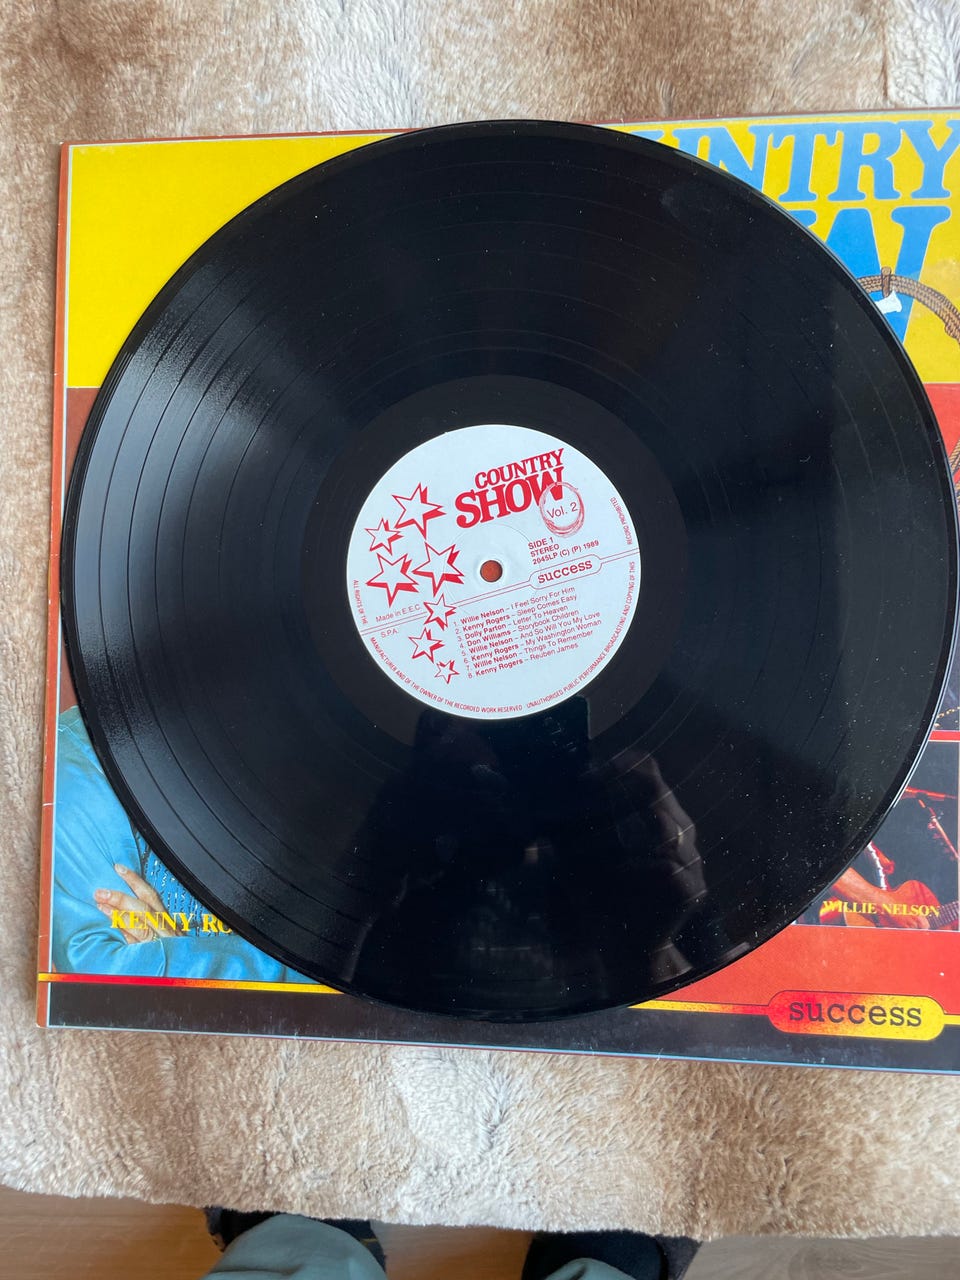 UNTRY
W
COUNTRY
SHOW
Vol. 2
SIDE 1
STEREO
2045LP (C) (P) 1989
success
Made in E.E.C.
S.P.A.
1. Willie Nelson – I Feel Sorry For Him
2. Kenny Rogers – Sleep Comes Easy
3. Dolly Parton – Letter To Heaven
4. Don Williams – Storybook Children
5. Willie Nelson – And So Will You My Love
6. Kenny Rogers – My Washington Woman
7. Willie Nelson – Things To Remember
8. Kenny Rogers – Reuben James
ALL RIGHTS OF THE MANUFACTURER AND OF THE OWNER OF THE RECORDED WORK RESERVED · UNAUTHORISED PUBLIC PERFORMANCE BROADCASTING AND COPYING OF THIS RECORD PROHIBITED
KENNY RO
WILLIE NELSON
success